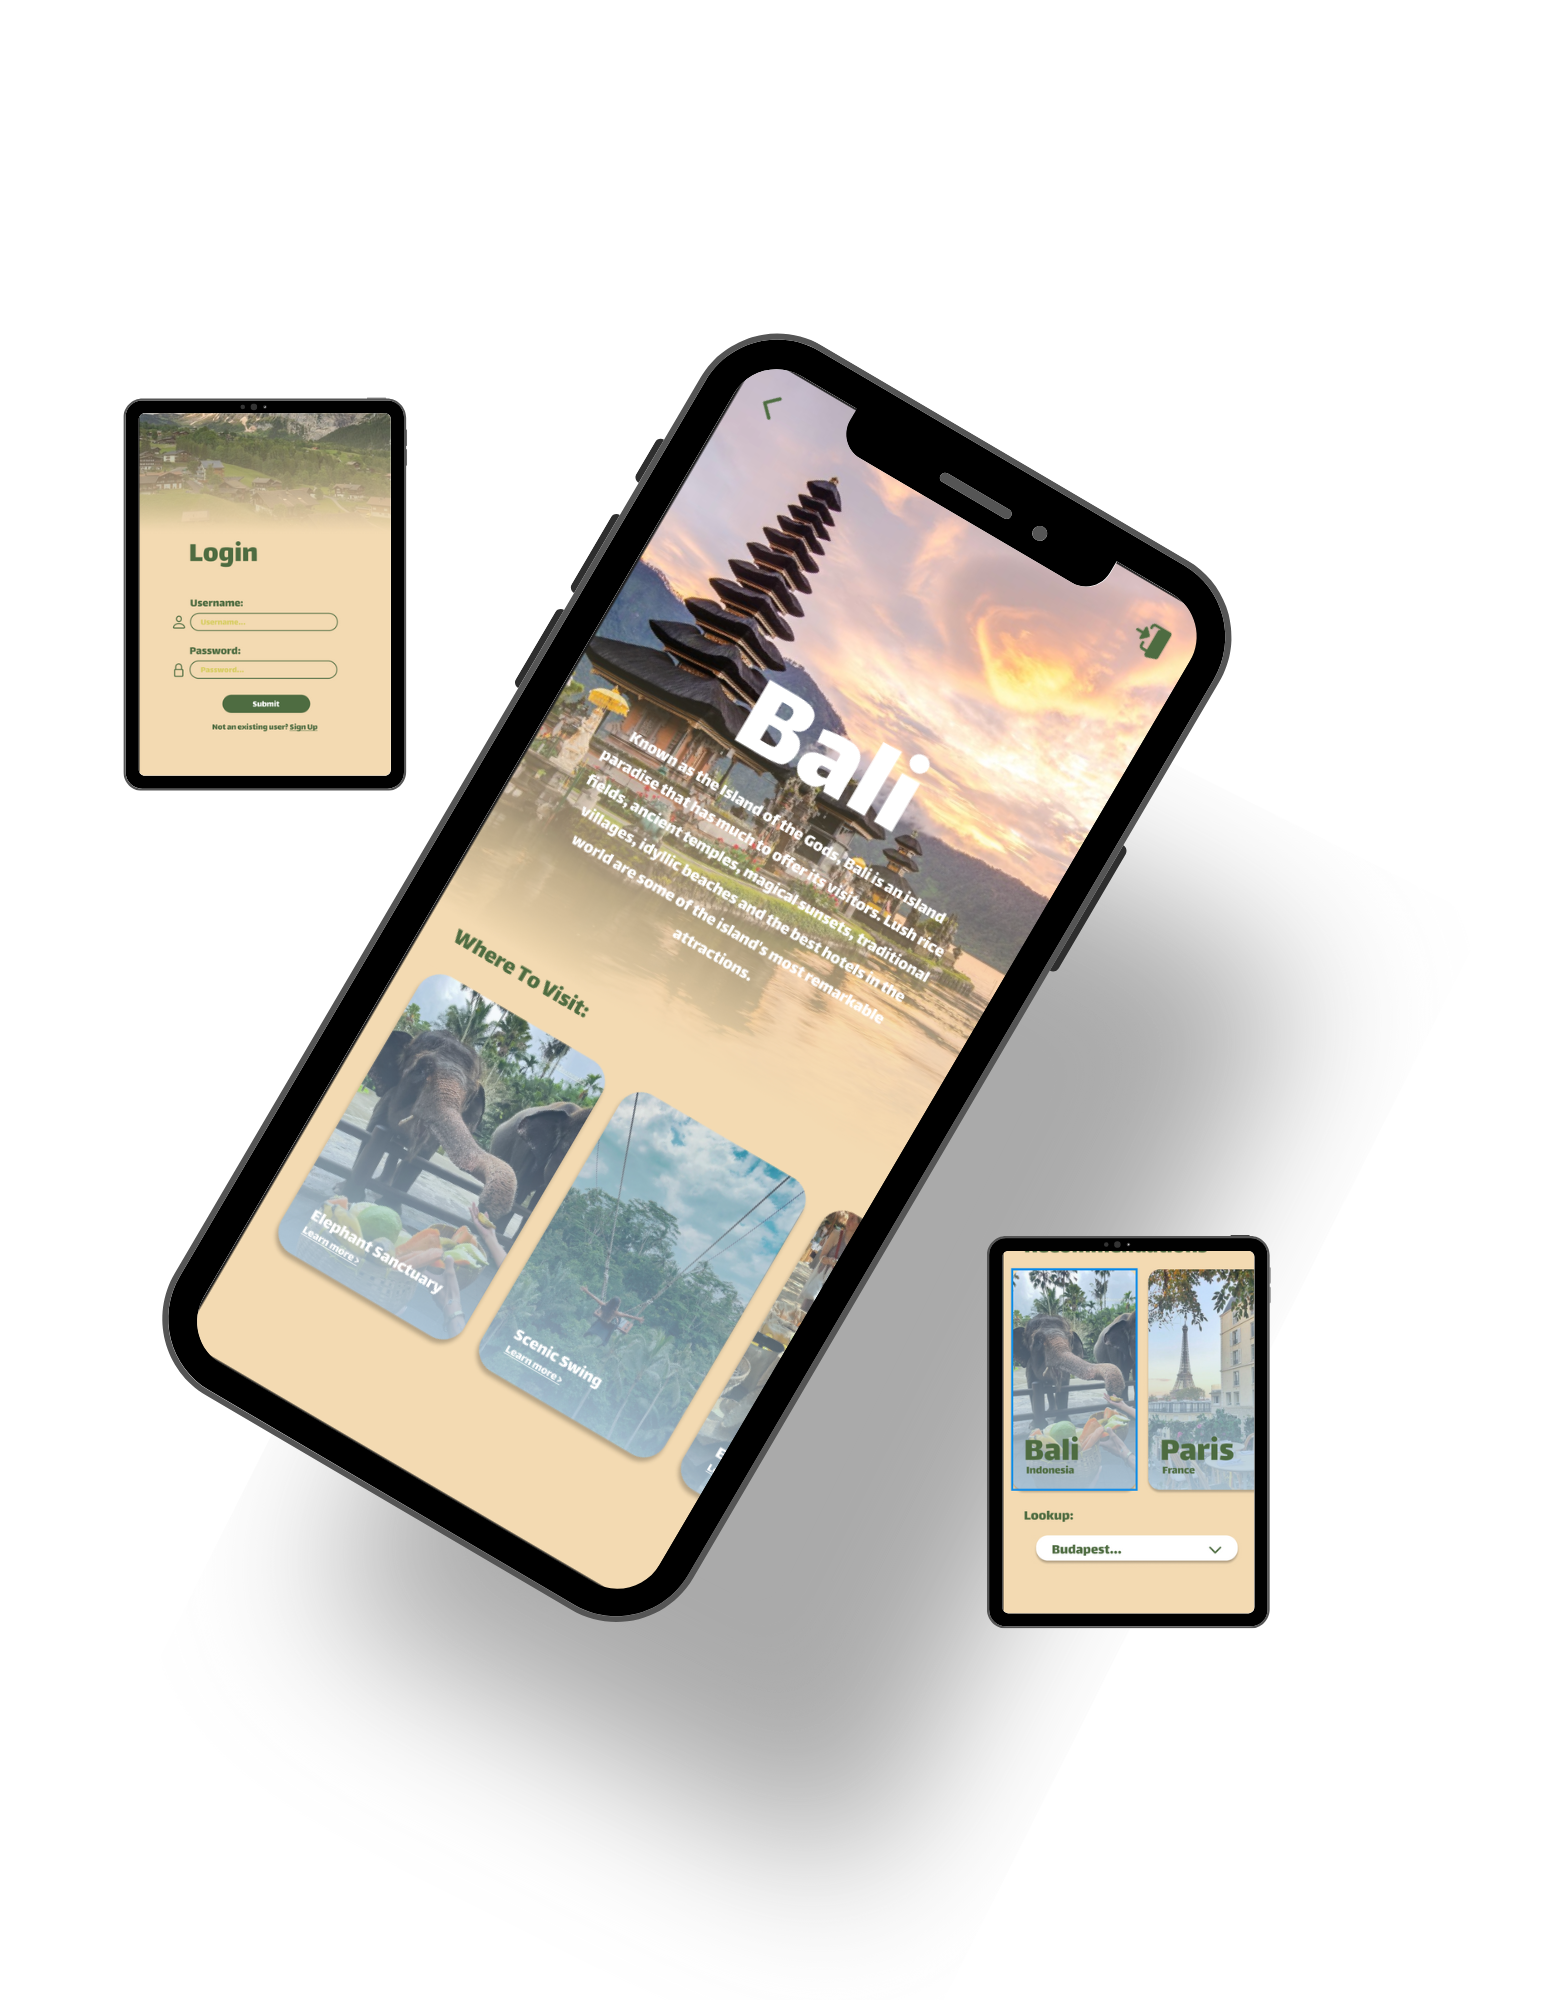 Login
Username:
Username...
Password:
Password...
Submit
Not an existing user? Sign Up
Bali
Known as the Island of the Gods, Bali is an island
paradise that has much to offer its visitors. Lush rice
fields, ancient temples, magical sunsets, traditional
villages, idyllic beaches and the best hotels in the
world are some of the island's most remarkable
attractions.
Where To Visit:
Elephant Sanctuary
Learn more >
Scenic Swing
Learn more >
Bali
Indonesia
Paris
France
Lookup:
Budapest...